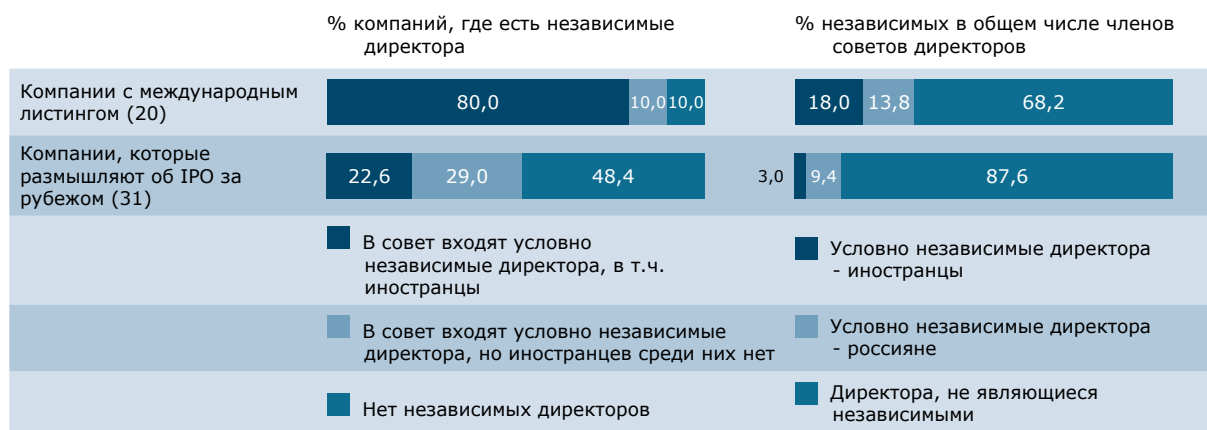 % компаний, где есть независимые
директора
% независимых в общем числе членов
советов директоров
Компании с международным
листингом (20)
80,0
10,0
10,0
18,0
13,8
68,2
Компании, которые
размышляют об IPO за
рубежом (31)
22,6
29,0
48,4
3,0
9,4
87,6
В совет входят условно
независимые директора, в т.ч.
иностранцы
Условно независимые директора
- иностранцы
В совет входят условно независимые
директора, но иностранцев среди них нет
Условно независимые директора
- россияне
Нет независимых директоров
Директора, не являющиеся
независимыми